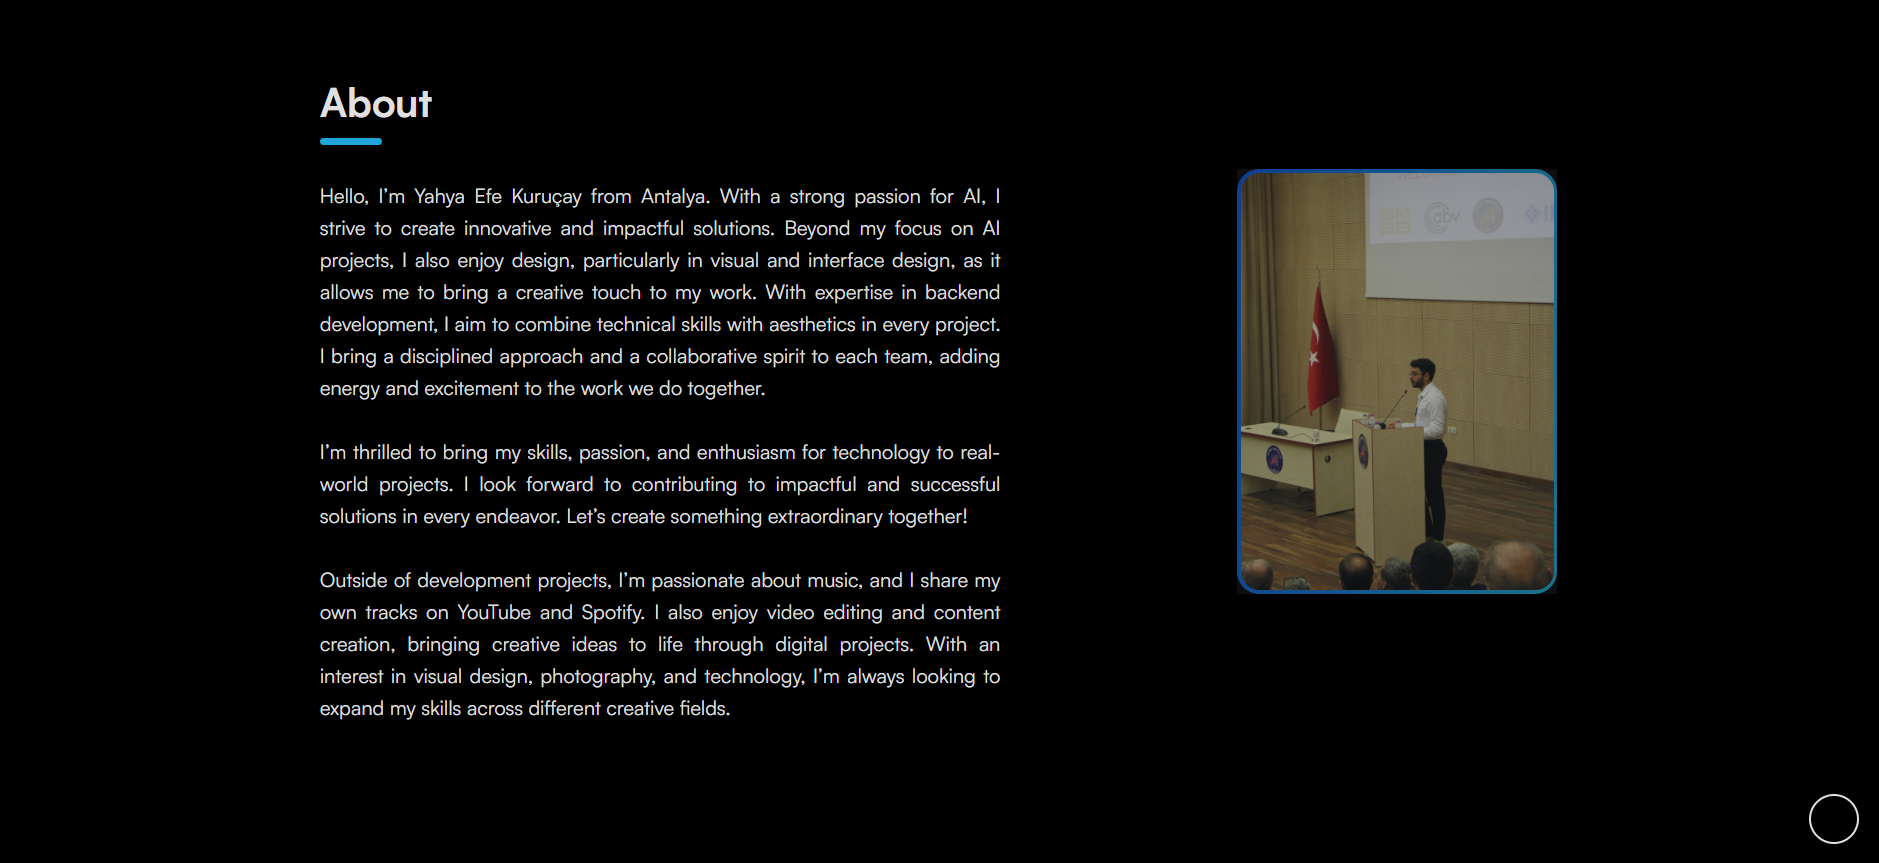 About
Hello, I’m Yahya Efe Kuruçay from Antalya. With a strong passion for AI, I
strive to create innovative and impactful solutions. Beyond my focus on AI
projects, I also enjoy design, particularly in visual and interface design, as it
allows me to bring a creative touch to my work. With expertise in backend
development, I aim to combine technical skills with aesthetics in every project.
I bring a disciplined approach and a collaborative spirit to each team, adding
energy and excitement to the work we do together.
I’m thrilled to bring my skills, passion, and enthusiasm for technology to real-
world projects. I look forward to contributing to impactful and successful
solutions in every endeavor. Let’s create something extraordinary together!
Outside of development projects, I’m passionate about music, and I share my
own tracks on YouTube and Spotify. I also enjoy video editing and content
creation, bringing creative ideas to life through digital projects. With an
interest in visual design, photography, and technology, I’m always looking to
expand my skills across different creative fields.